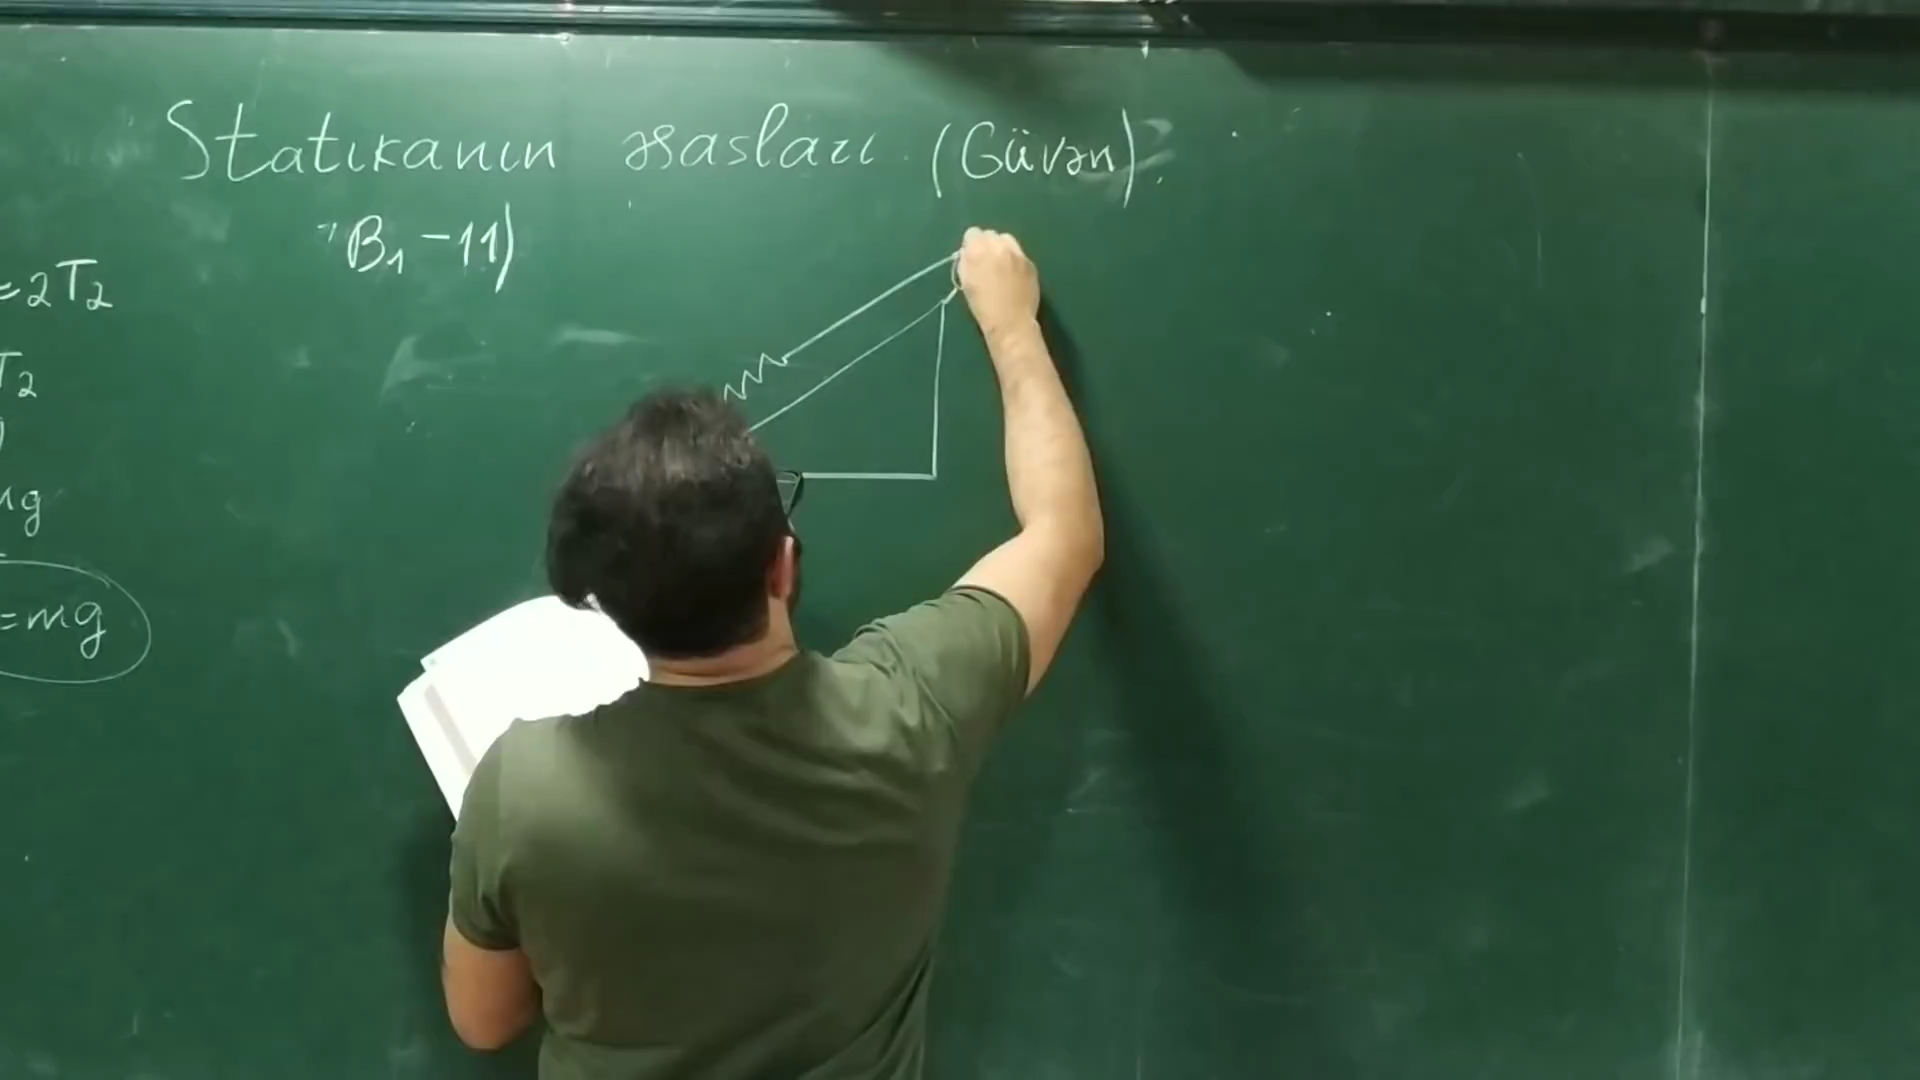 Statikanın əsasları (Güvən)
B₁-11)
=2T₂
T₂
mg
=mg